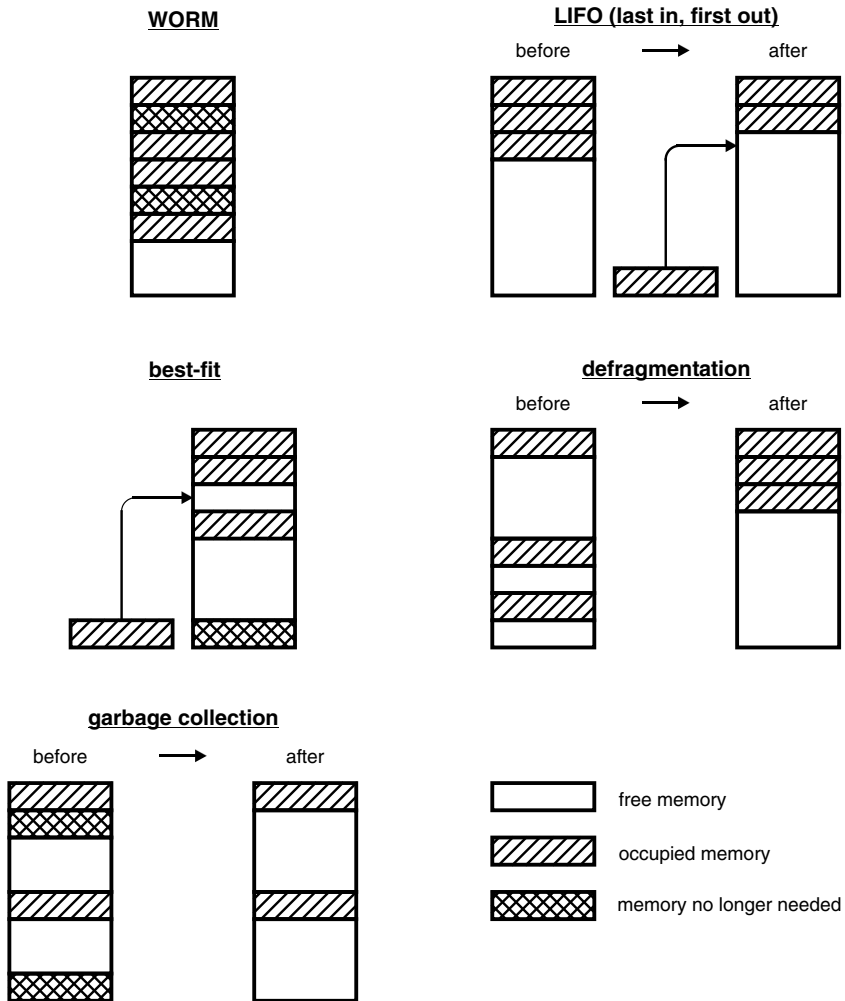 WORM
LIFO (last in, first out)
before
after
best-fit
defragmentation
before
after
garbage collection
before
after
free memory
occupied memory
memory no longer needed